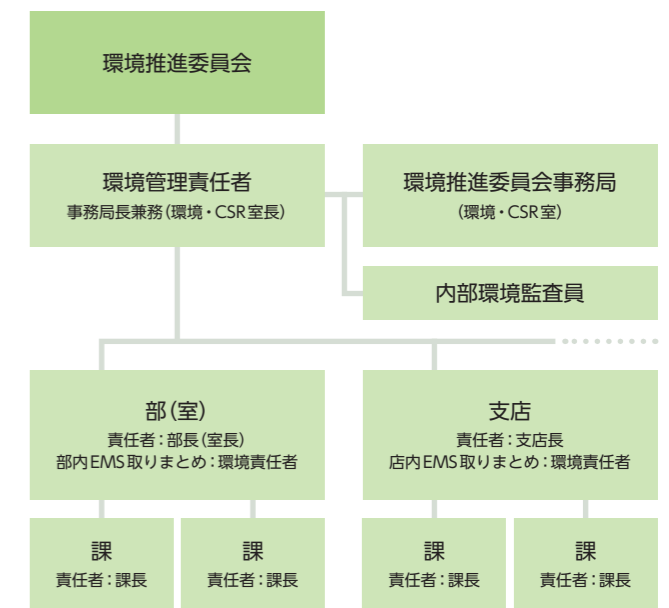 環境推進委員会
環境管理責任者
事務局長兼務(環境・CSR室長)
環境推進委員会事務局
(環境・CSR室)
内部環境監査員
部(室)
責任者:部長(室長)
部内EMS取りまとめ:環境責任者
支店
責任者:支店長
店内EMS取りまとめ:環境責任者
課
責任者:課長
課
責任者:課長
課
責任者:課長
課
責任者:課長